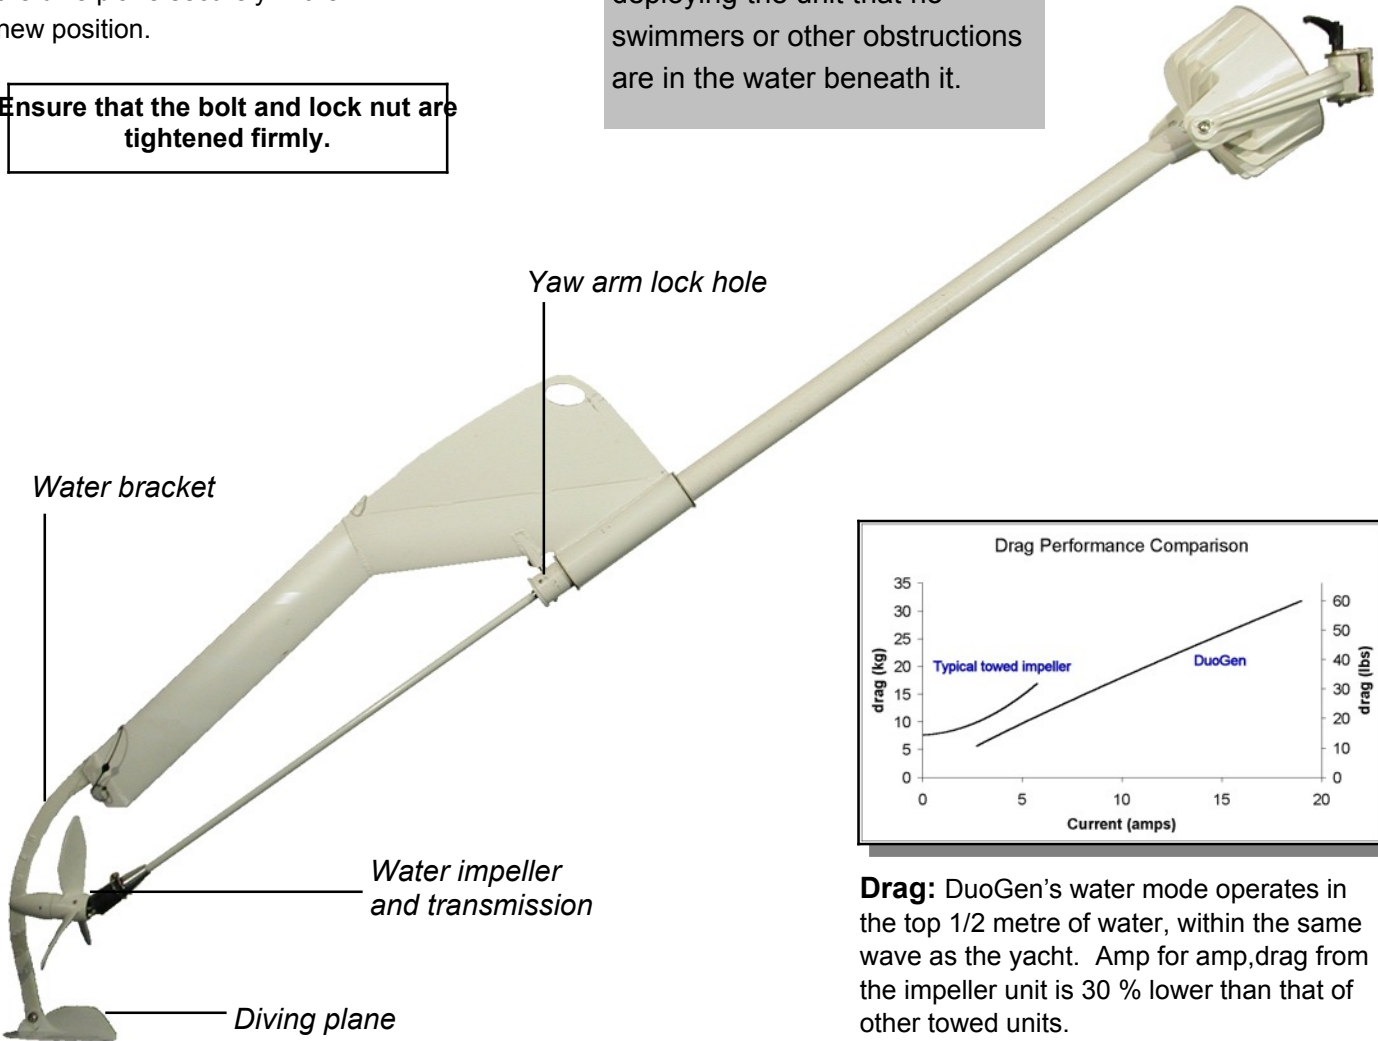 new position.
Ensure that the bolt and lock nut are
tightened firmly.
deploying the unit that no
swimmers or other obstructions
are in the water beneath it.
Yaw arm lock hole
Water bracket
Water impeller
and transmission
Diving plane
Drag Performance Comparison
35
30
25
20
15
10
5
0
drag (kg)
Typical towed impeller
DuoGen
60
50
40
30
20
10
0
drag (lbs)
0 5 10 15 20
Current (amps)
Drag: DuoGen's water mode operates in
the top 1/2 metre of water, within the same
wave as the yacht. Amp for amp,drag from
the impeller unit is 30 % lower than that of
other towed units.